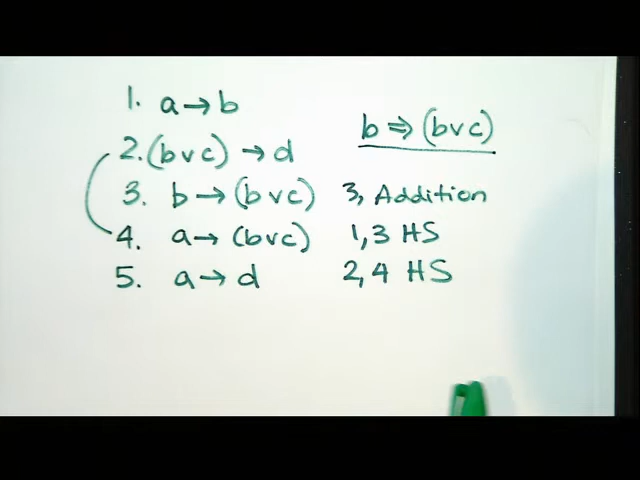 1. a → b
b ⇒ (b∨c)
2. (b∨c) → d
3. b → (b∨c) 3, Addition
4. a → (b∨c) 1,3 HS
5. a → d 2,4 HS